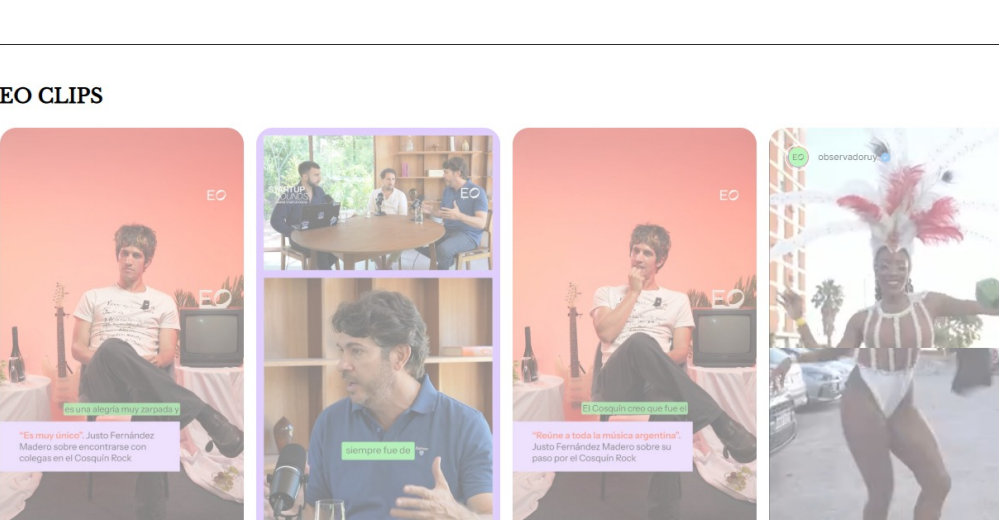 EO CLIPS
EO
EO
es una alegría muy zarpada y
"Es muy único". Justo Fernández
Madero sobre encontrarse con
colegas en el Cosquín Rock
STARTUP
SOUNDS
EO
siempre fue de
EO
EO
El Cosquín creo que fue el
"Reúne a toda la música argentina".
Justo Fernández Madero sobre su
paso por el Cosquín Rock
EO
observadoruy